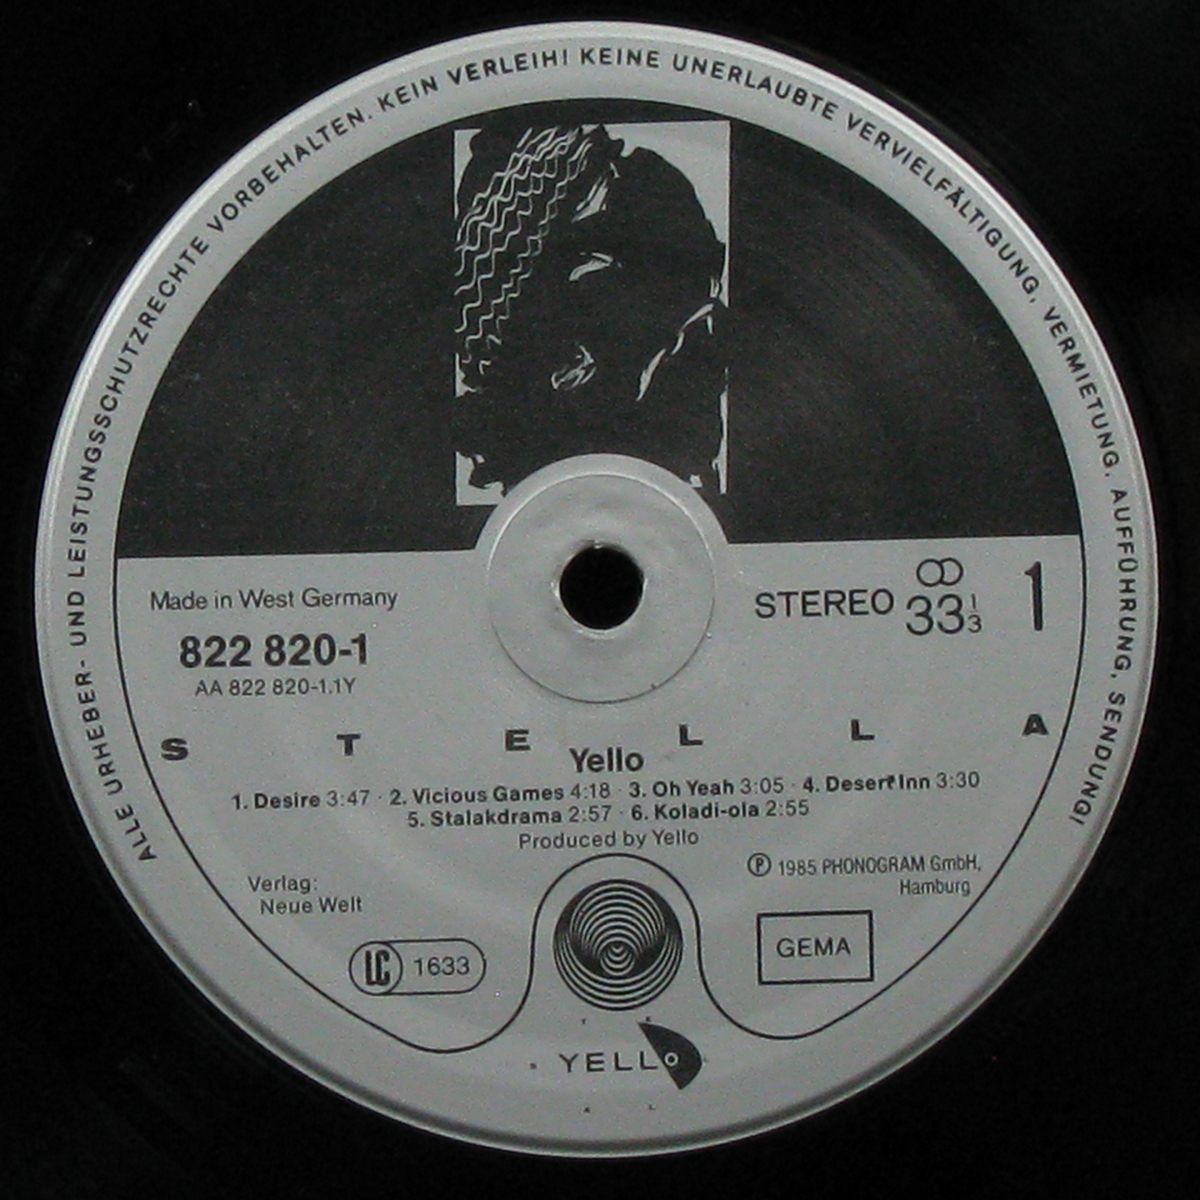 ALLE URHEBER- UND LEISTUNGSSCHUTZRECHTE VORBEHALTEN. KEIN VERLEIH! KEINE UNERLAUBTE VERVIELFÄLTIGUNG, VERMIETUNG, AUFFÜHRUNG, SENDUNG!
Made in West Germany
822 820-1
AA 822 820-1.1Y
STEREO 33 1/3
1
S T E L L A
Yello
1. Desire 3:47 · 2. Vicious Games 4:18 · 3. Oh Yeah 3:05 · 4. Desert Inn 3:30
5. Stalakdrama 2:57 · 6. Koladi-ola 2:55
Produced by Yello
Verlag:
Neue Welt
℗ 1985 PHONOGRAM GmbH,
Hamburg
LC 1633
GEMA
YELLO